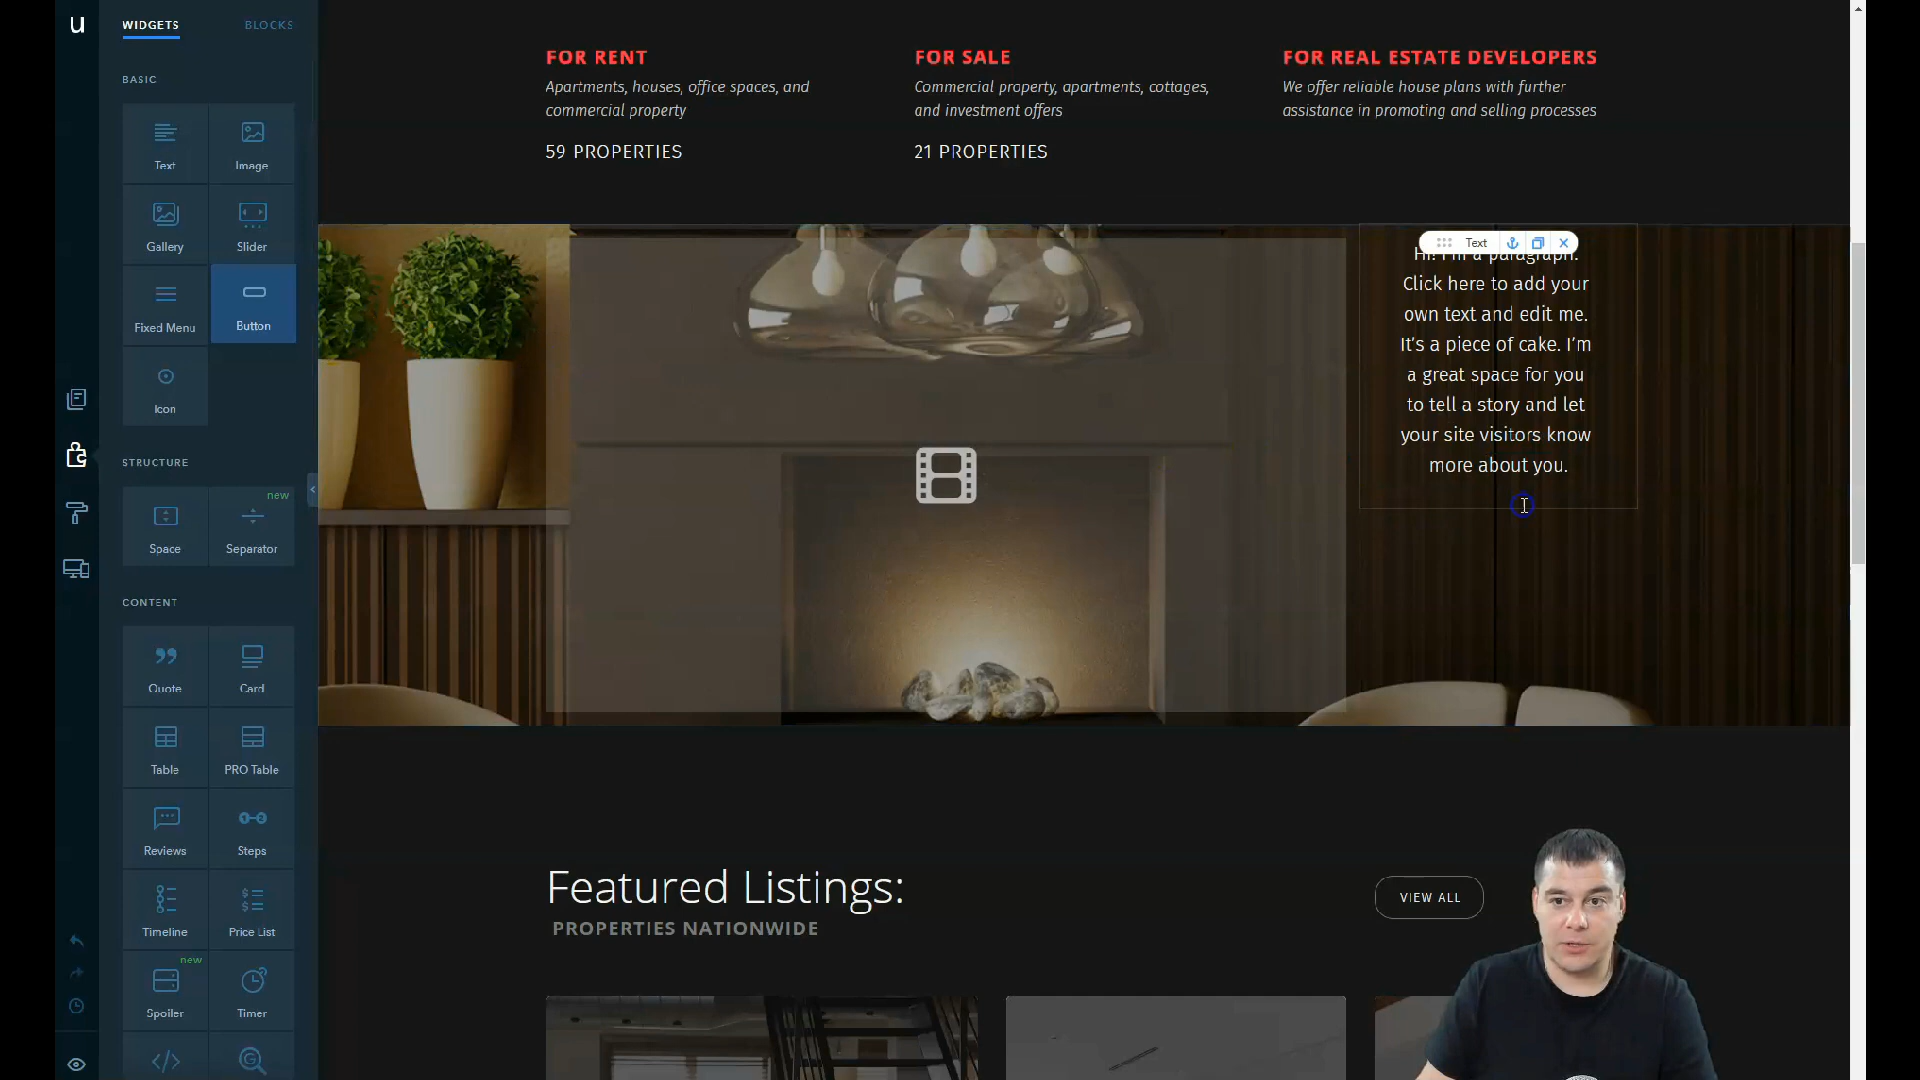 u
WIDGETS
BLOCKS
BASIC
Text
Image
Gallery
Slider
Fixed Menu
Button
Icon
STRUCTURE
new
Space
Separator
CONTENT
Quote
Card
Table
PRO Table
Reviews
Steps
Timeline
Price List
new
Spoiler
Timer
FOR RENT
Apartments, houses, office spaces, and
commercial property
59 PROPERTIES
FOR SALE
Commercial property, apartments, cottages,
and investment offers
21 PROPERTIES
FOR REAL ESTATE DEVELOPERS
We offer reliable house plans with further
assistance in promoting and selling processes
Text
Hi! I'm a paragraph.
Click here to add your
own text and edit me.
It's a piece of cake. I'm
a great space for you
to tell a story and let
your site visitors know
more about you.
Featured Listings:
PROPERTIES NATIONWIDE
VIEW ALL